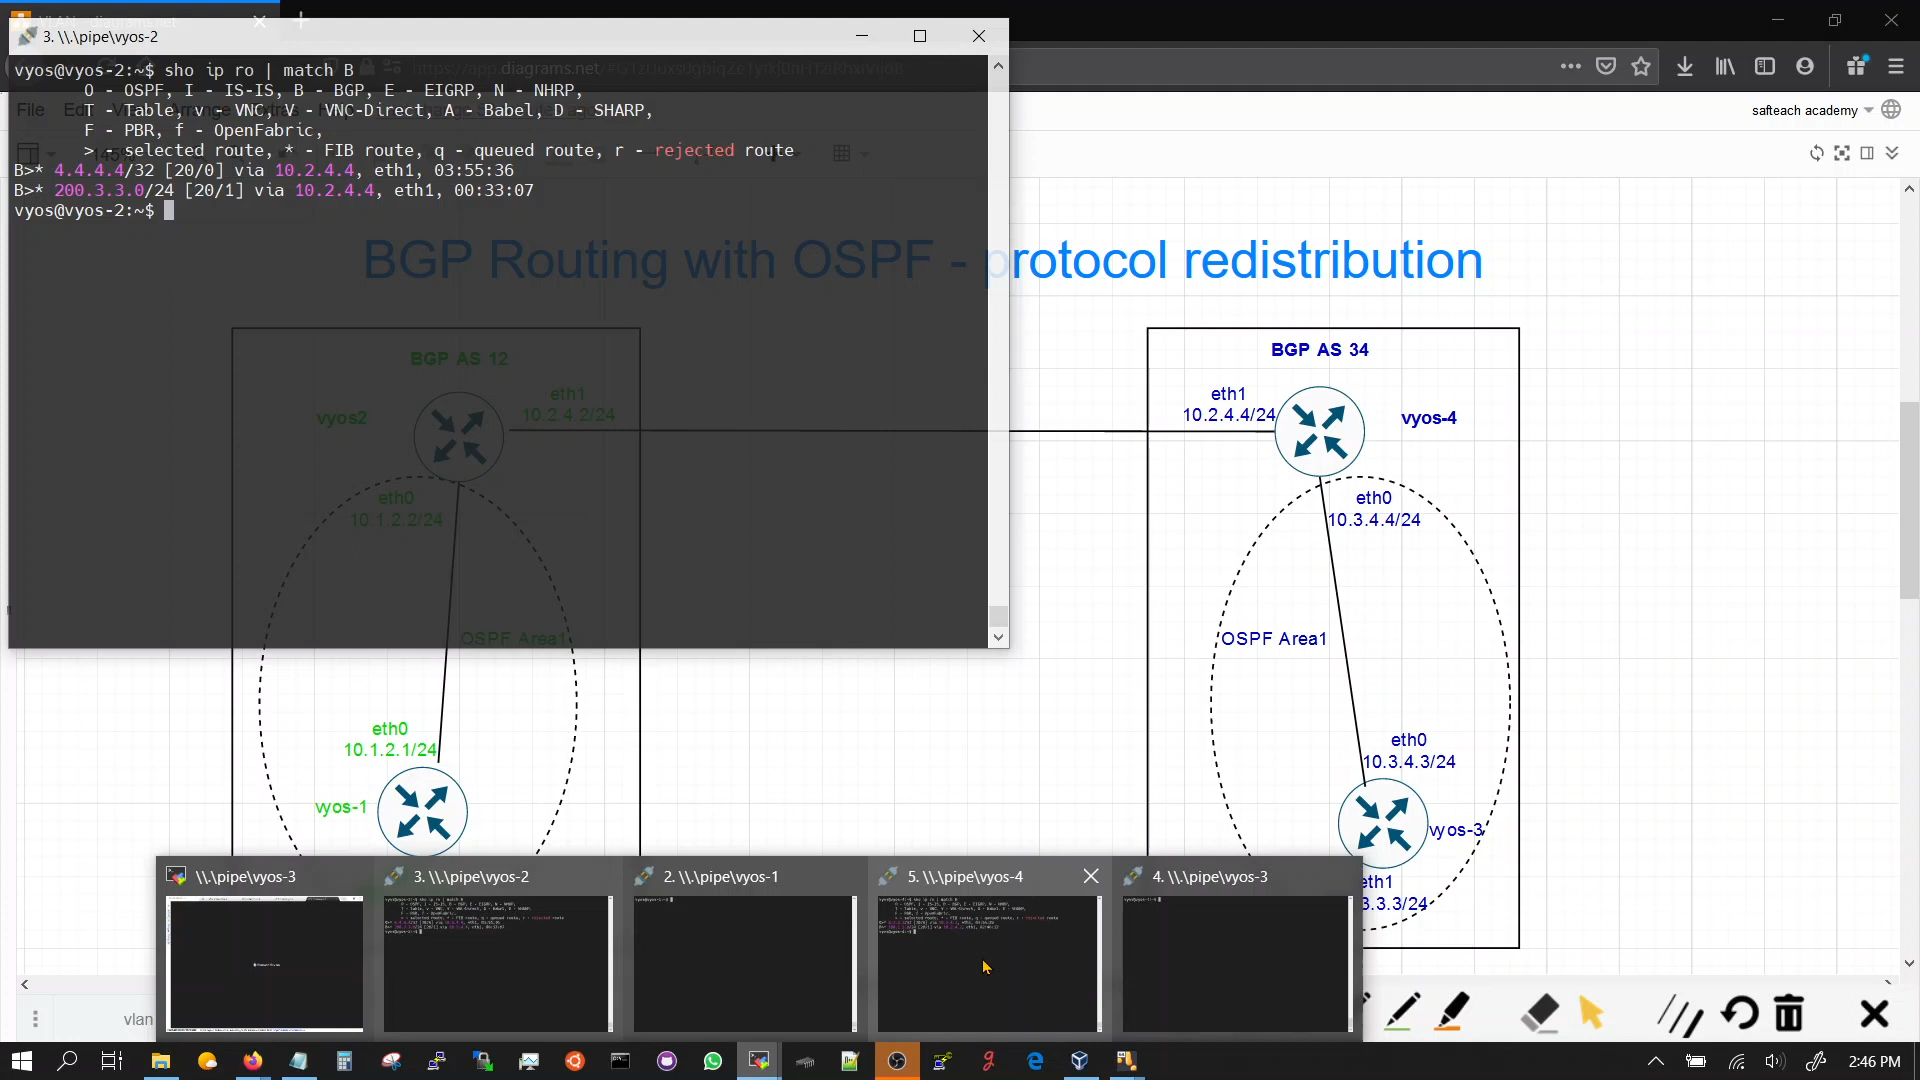 3. \\.\pipe\vyos-2
vyos@vyos-2:~$ sho ip ro | match B
O - OSPF, I - IS-IS, B - BGP, E - EIGRP, N - NHRP,
T - Table, v - VNC, V - VNC-Direct, A - Babel, D - SHARP,
F - PBR, f - OpenFabric,
> - selected route, * - FIB route, q - queued route, r - rejected route
B>* 4.4.4.4/32 [20/0] via 10.2.4.4, eth1, 03:55:36
B>* 200.3.3.0/24 [20/1] via 10.2.4.4, eth1, 00:33:07
vyos@vyos-2:~$
File
145%
safteach academy
BGP Routing with OSPF - protocol redistribution
BGP AS 12
vyos2
eth1
10.2.4.2/24
eth0
10.1.2.2/24
OSPF Area1
eth0
10.1.2.1/24
vyos-1
BGP AS 34
eth1
10.2.4.4/24
vyos-4
eth0
10.3.4.4/24
OSPF Area1
eth0
10.3.4.3/24
vyos-3
eth1
3.3.3/24
\\.\pipe\vyos-3
3. \\.\pipe\vyos-2
2. \\.\pipe\vyos-1
5. \\.\pipe\vyos-4
4. \\.\pipe\vyos-3
vlan
2:46 PM